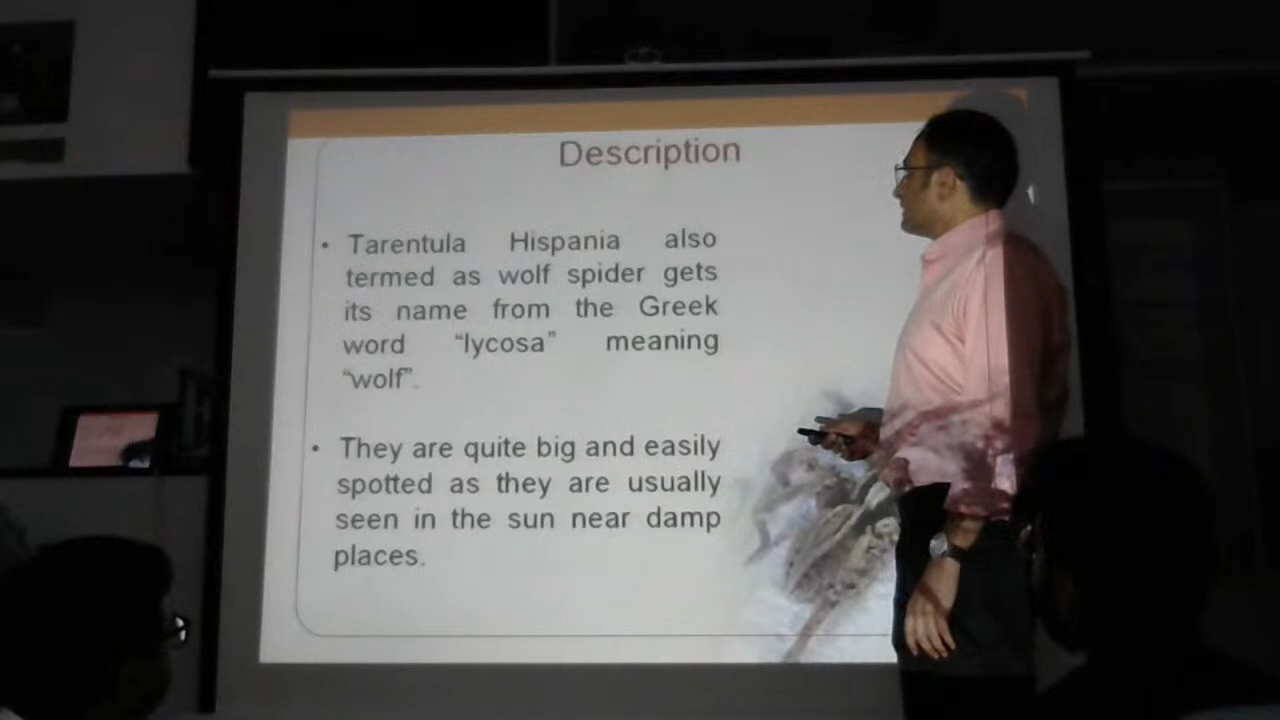 Description
• Tarentula Hispania also
termed as wolf spider gets
its name from the Greek
word “lycosa” meaning
“wolf”.
• They are quite big and easily
spotted as they are usually
seen in the sun near damp
places.